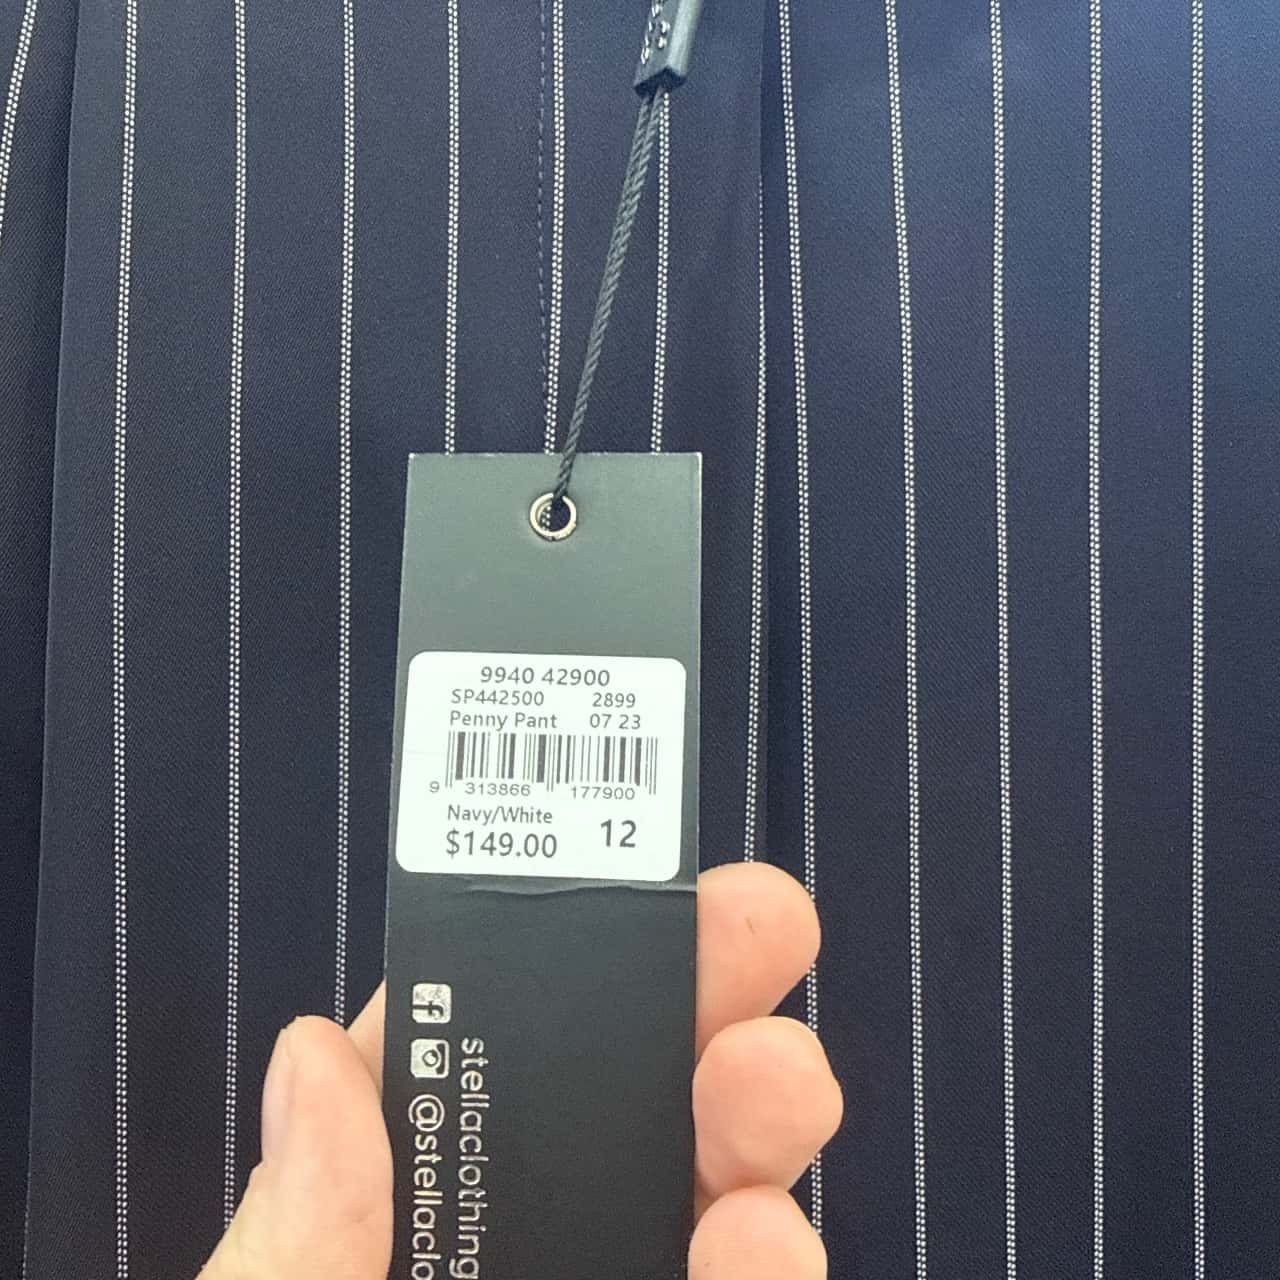 9940 42900
SP442500 2899
Penny Pant 07 23
9 313866 177900
Navy/White
$149.00 12
stellaclothing
@stellaclo